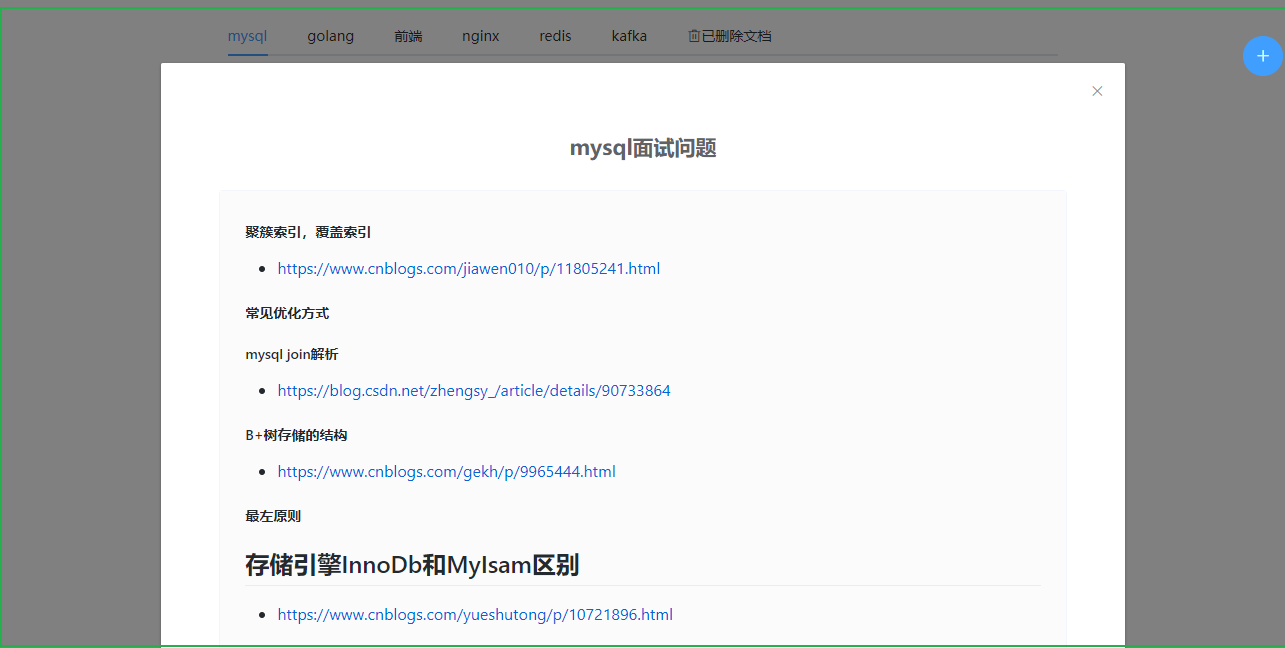 mysql golang 前端 nginx redis kafka 已删除文档
mysql面试问题
聚簇索引，覆盖索引
https://www.cnblogs.com/jiawen010/p/11805241.html
常见优化方式
mysql join解析
https://blog.csdn.net/zhengsy_/article/details/90733864
B+树存储的结构
https://www.cnblogs.com/gekh/p/9965444.html
最左原则
存储引擎InnoDb和MyIsam区别
https://www.cnblogs.com/yueshutong/p/10721896.html